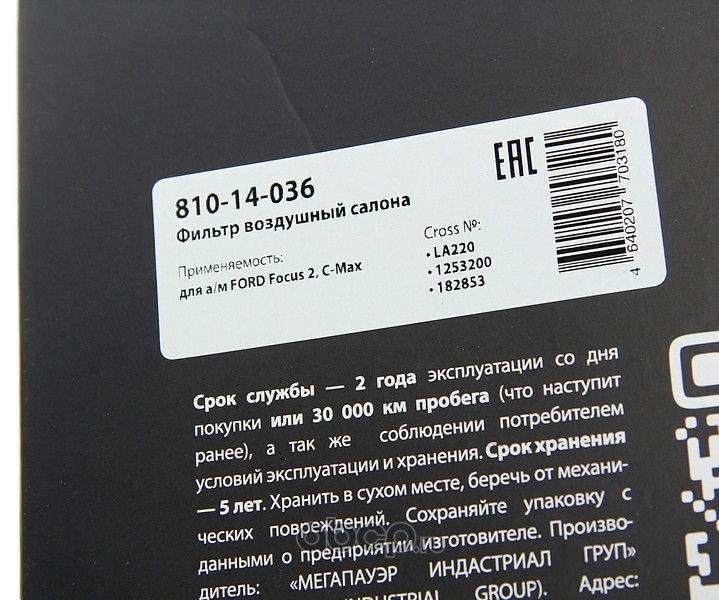 EAC
810-14-036
Фильтр воздушный салона
Применяемость:
для а/м FORD Focus 2, C-Max
Cross №:
• LA220
• 1253200
• 182853
4 640207 703180
Срок службы — 2 года эксплуатации со дня
покупки или 30 000 км пробега (что наступит
ранее), а так же соблюдении потребителем
условий эксплуатации и хранения. Срок хранения
— 5 лет. Хранить в сухом месте, беречь от механи-
ческих повреждений. Сохраняйте упаковку с
данными о предприятии изготовителе. Произво-
дитель: «МЕГАПАУЭР ИНДАСТРИАЛ ГРУП»
INDUSTRIAL GROUP). Адрес: